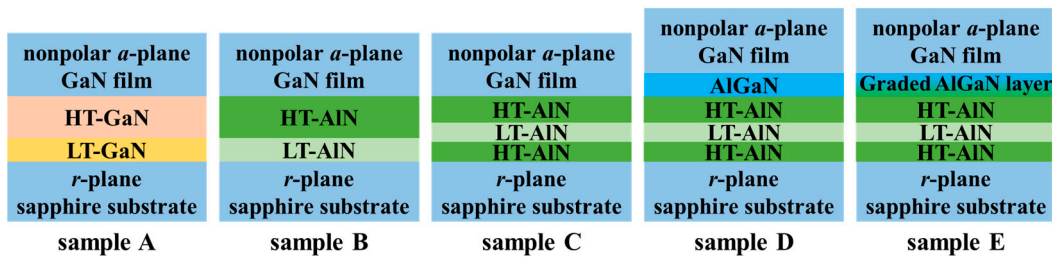 nonpolar a-plane
GaN film
HT-GaN
LT-GaN
r-plane
sapphire substrate
sample A
nonpolar a-plane
GaN film
HT-AlN
LT-AlN
r-plane
sapphire substrate
sample B
nonpolar a-plane
GaN film
HT-AlN
LT-AlN
HT-AlN
r-plane
sapphire substrate
sample C
nonpolar a-plane
GaN film
AlGaN
HT-AlN
LT-AlN
HT-AlN
r-plane
sapphire substrate
sample D
nonpolar a-plane
GaN film
Graded AlGaN layer
HT-AlN
LT-AlN
HT-AlN
r-plane
sapphire substrate
sample E